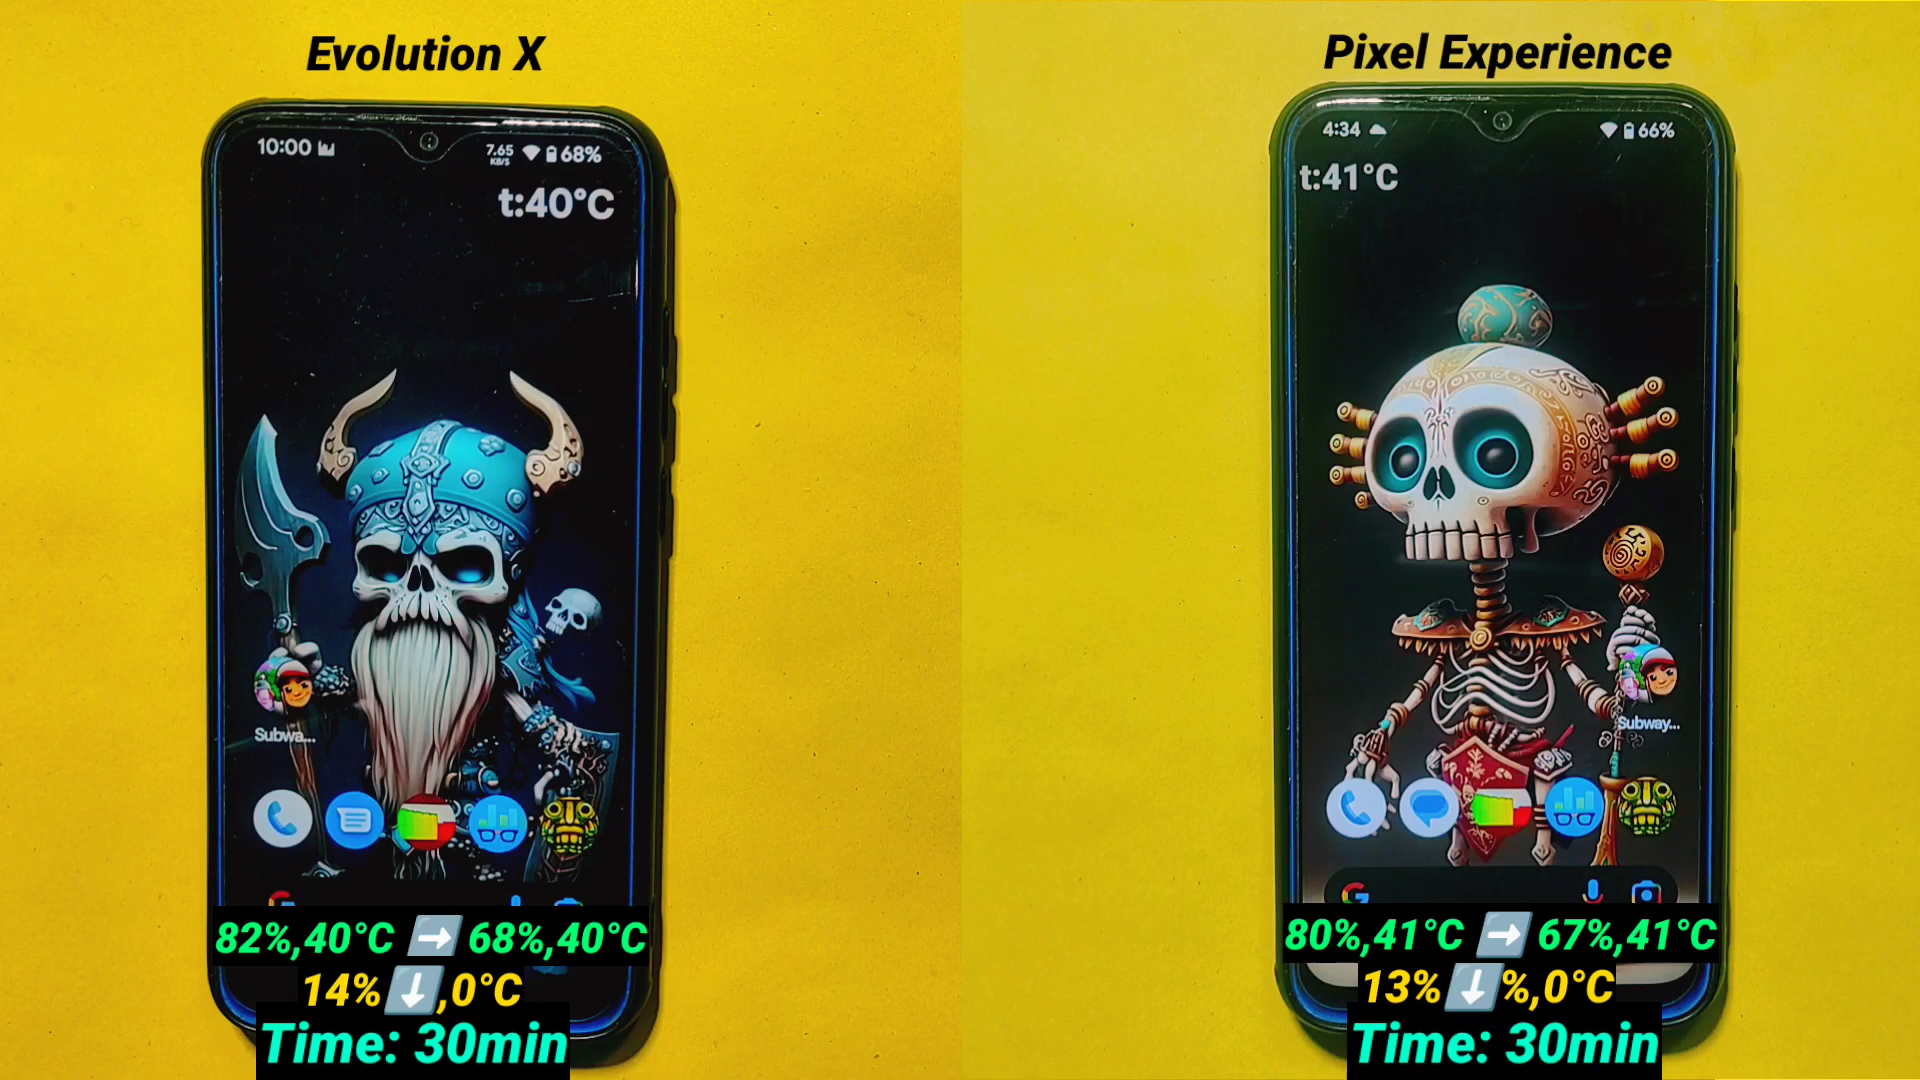 Evolution X
10:00
7.65
KB/S
68%
t:40°C
Subwa...
82%,40°C ➡️ 68%,40°C
14%⬇️,0°C
Time: 30min
Pixel Experience
4:34
66%
t:41°C
Subway...
80%,41°C ➡️ 67%,41°C
13%⬇️%,0°C
Time: 30min